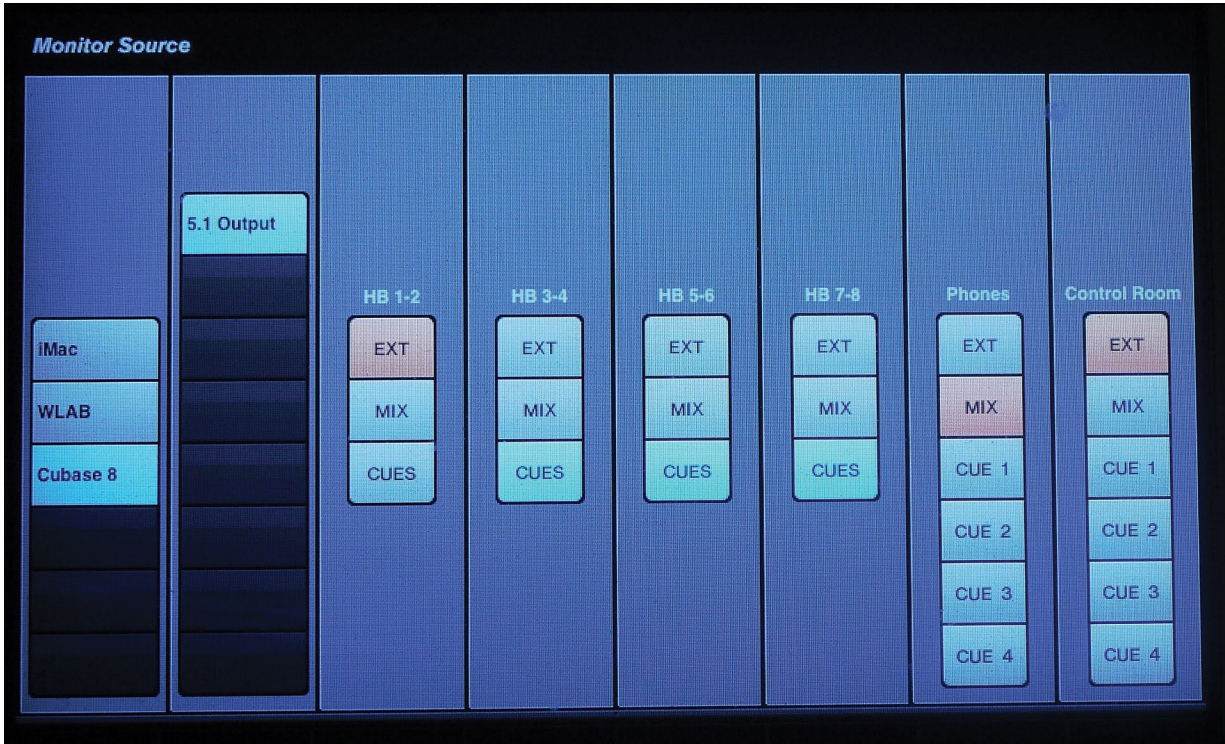 Monitor Source
iMac
WLAB
Cubase 8
5.1 Output
HB 1-2
EXT
MIX
CUES
HB 3-4
EXT
MIX
CUES
HB 5-6
EXT
MIX
CUES
HB 7-8
EXT
MIX
CUES
Phones
EXT
MIX
CUE 1
CUE 2
CUE 3
CUE 4
Control Room
EXT
MIX
CUE 1
CUE 2
CUE 3
CUE 4